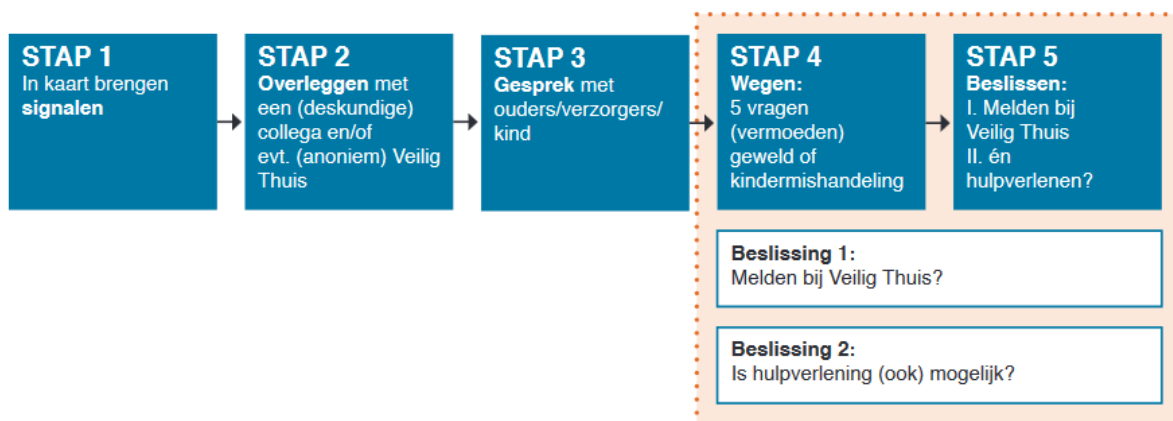 STAP 1
In kaart brengen
signalen
STAP 2
Overleggen met
een (deskundige)
collega en/of
evt. (anoniem) Veilig
Thuis
STAP 3
Gesprek met
ouders/verzorgers/
kind
STAP 4
Wegen:
5 vragen
(vermoeden)
geweld of
kindermishandeling
STAP 5
Beslissen:
I. Melden bij
Veilig Thuis
II. én
hulpverlenen?
Beslissing 1:
Melden bij Veilig Thuis?
Beslissing 2:
Is hulpverlening (ook) mogelijk?